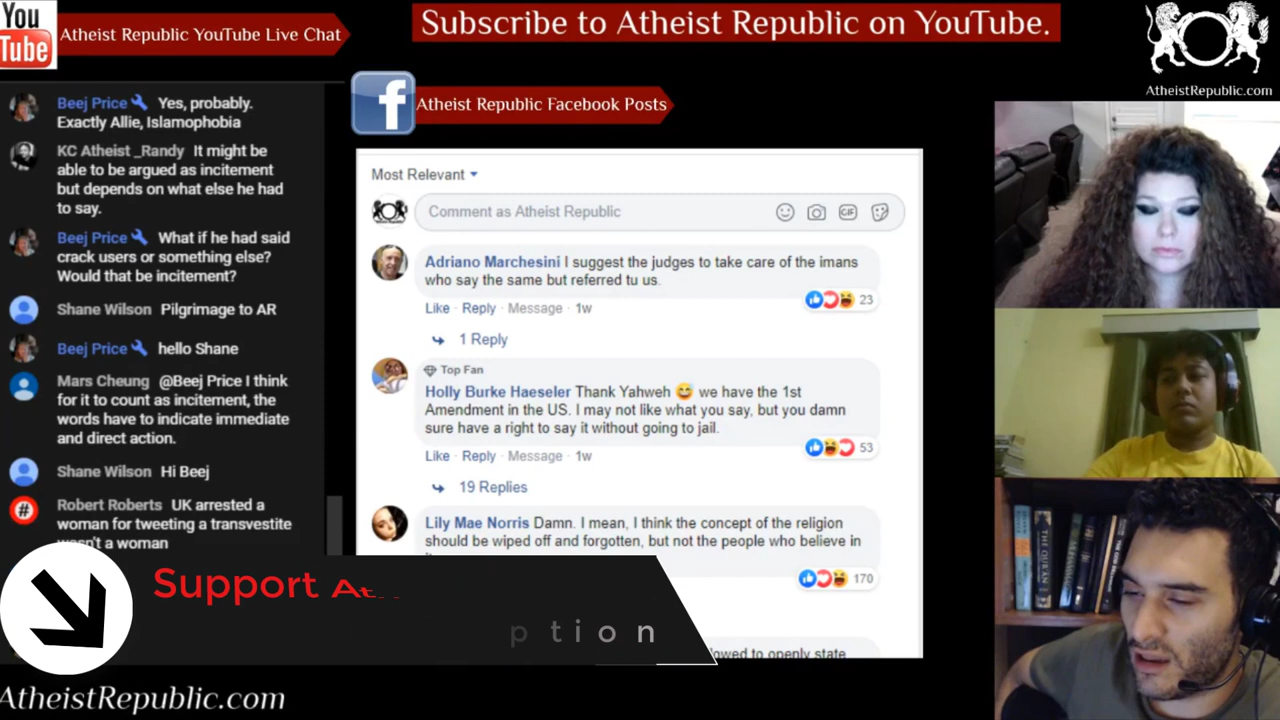 You
Tube
Atheist Republic YouTube Live Chat
Subscribe to Atheist Republic on YouTube.
AtheistRepublic.com
f
Atheist Republic Facebook Posts
Beej Price Yes, probably.
Exactly Allie, Islamophobia
KC Atheist _Randy It might be
able to be argued as incitement
but depends on what else he had
to say.
Beej Price What if he had said
crack users or something else?
Would that be incitement?
Shane Wilson Pilgrimage to AR
Beej Price hello Shane
Mars Cheung @Beej Price I think
for it to count as incitement, the
words have to indicate immediate
and direct action.
Shane Wilson Hi Beej
# Robert Roberts UK arrested a
woman for tweeting a transvestite
wasn't a woman
Most Relevant
Comment as Atheist Republic
GIF
Adriano Marchesini I suggest the judges to take care of the imans
who say the same but referred tu us.
23
Like · Reply · Message · 1w
1 Reply
Top Fan
Holly Burke Haeseler Thank Yahweh 😅 we have the 1st
Amendment in the US. I may not like what you say, but you damn
sure have a right to say it without going to jail.
53
Like · Reply · Message · 1w
19 Replies
Lily Mae Norris Damn. I mean, I think the concept of the religion
should be wiped off and forgotten, but not the people who believe in
170
lowed to openly state
Support
ption
THE QUR'AN
AtheistRepublic.com